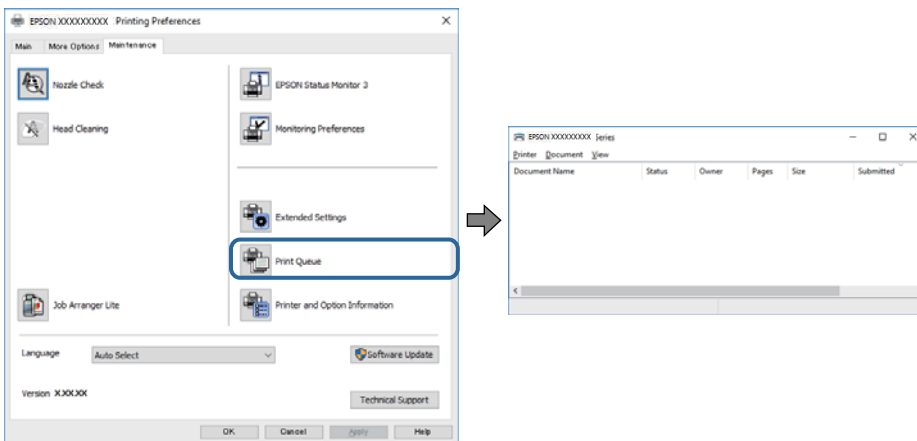 EPSON XXXXXXXXX Printing Preferences
Main More Options Maintenance
Nozzle Check
EPSON Status Monitor 3
Head Cleaning
Monitoring Preferences
Extended Settings
Print Queue
Job Arranger Lite
Printer and Option Information
Language Auto Select Software Update
Version X.XX.XX
Technical Support
OK Cancel Apply Help
EPSON XXXXXXXXX Series
Printer Document View
Document Name Status Owner Pages Size Submitted